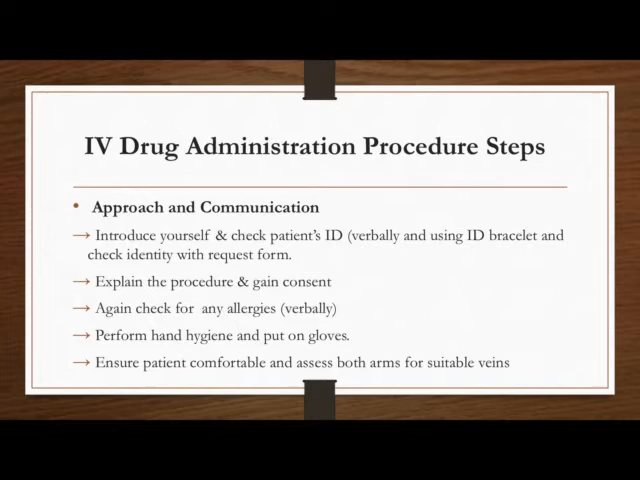 IV Drug Administration Procedure Steps
• Approach and Communication
→ Introduce yourself & check patient's ID (verbally and using ID bracelet and
check identity with request form.
→ Explain the procedure & gain consent
→ Again check for any allergies (verbally)
→ Perform hand hygiene and put on gloves.
→ Ensure patient comfortable and assess both arms for suitable veins